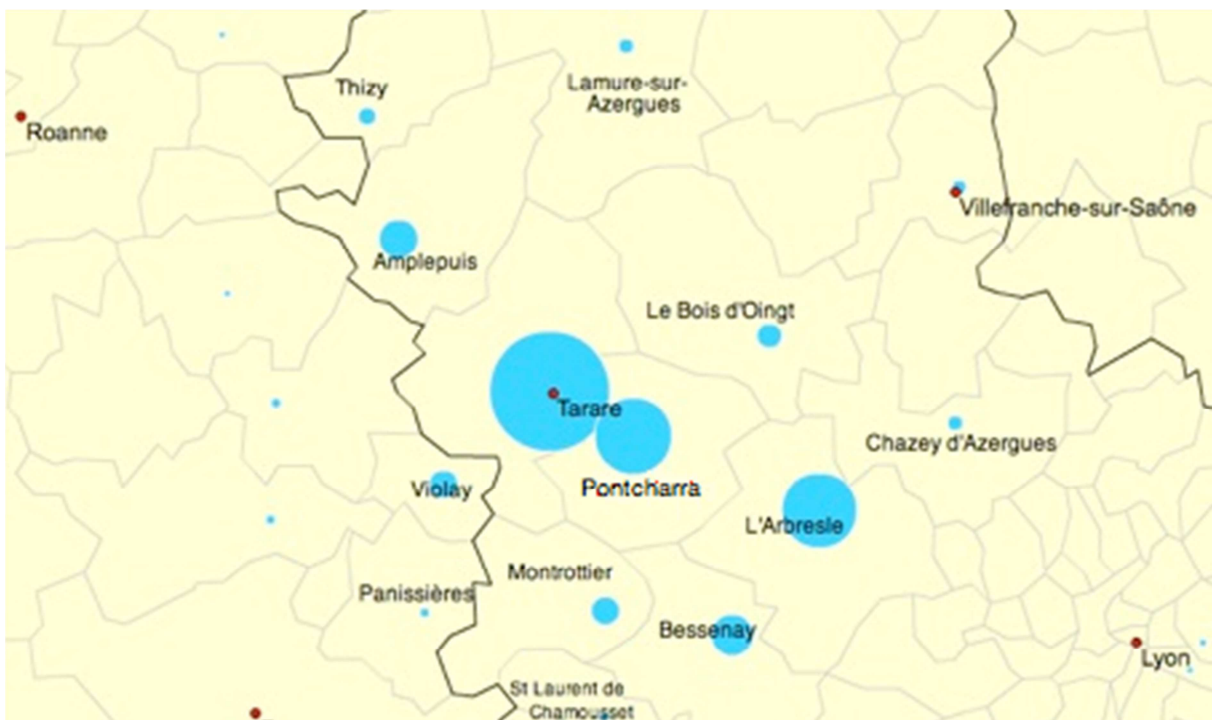 Thizy
Lamure-sur-
Azergues
Roanne
Villefranche-sur-Saône
Amplepuis
Le Bois d'Oingt
Tarare
Chazey d'Azergues
Violay
Pontcharra
L'Arbresle
Montrottier
Panissières
Bessenay
Lyon
St Laurent de
Chamousset